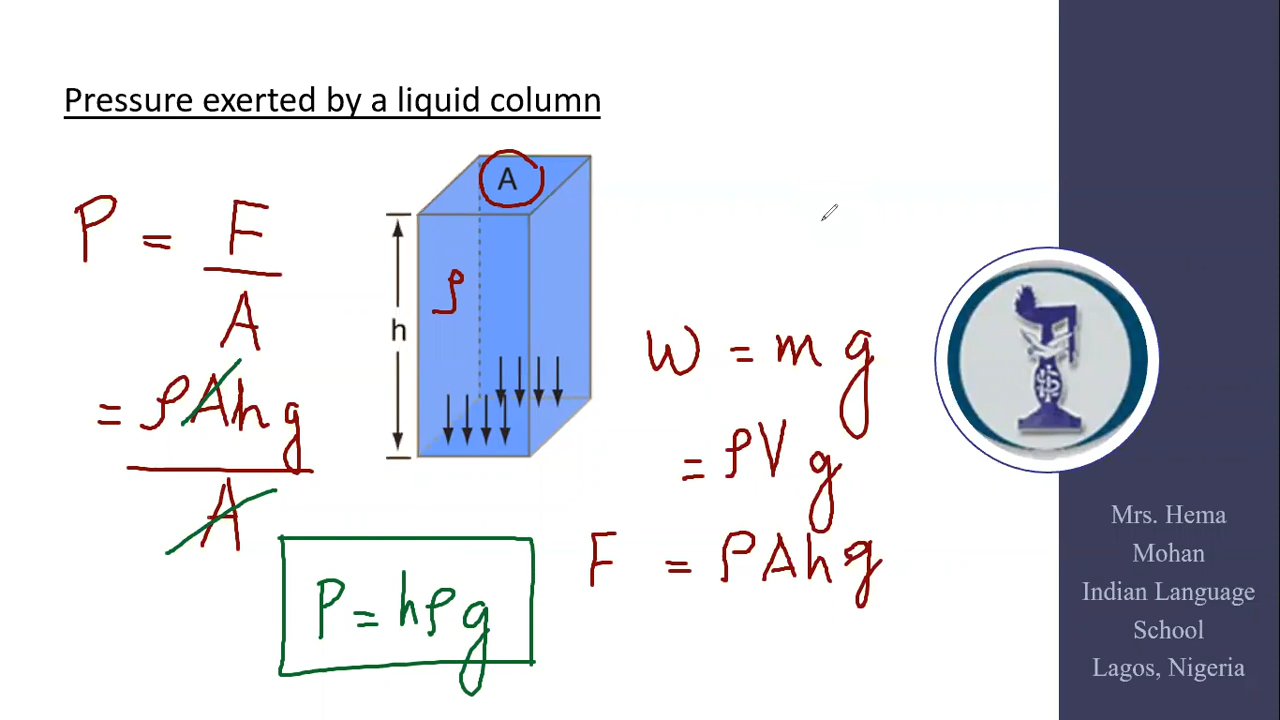 Pressure exerted by a liquid column
P = F / A
= ρAhg / A
P = hρg
A
ρ
h
W = mg
= ρVg
F = ρAhg
Mrs. Hema
Mohan
Indian Language
School
Lagos, Nigeria